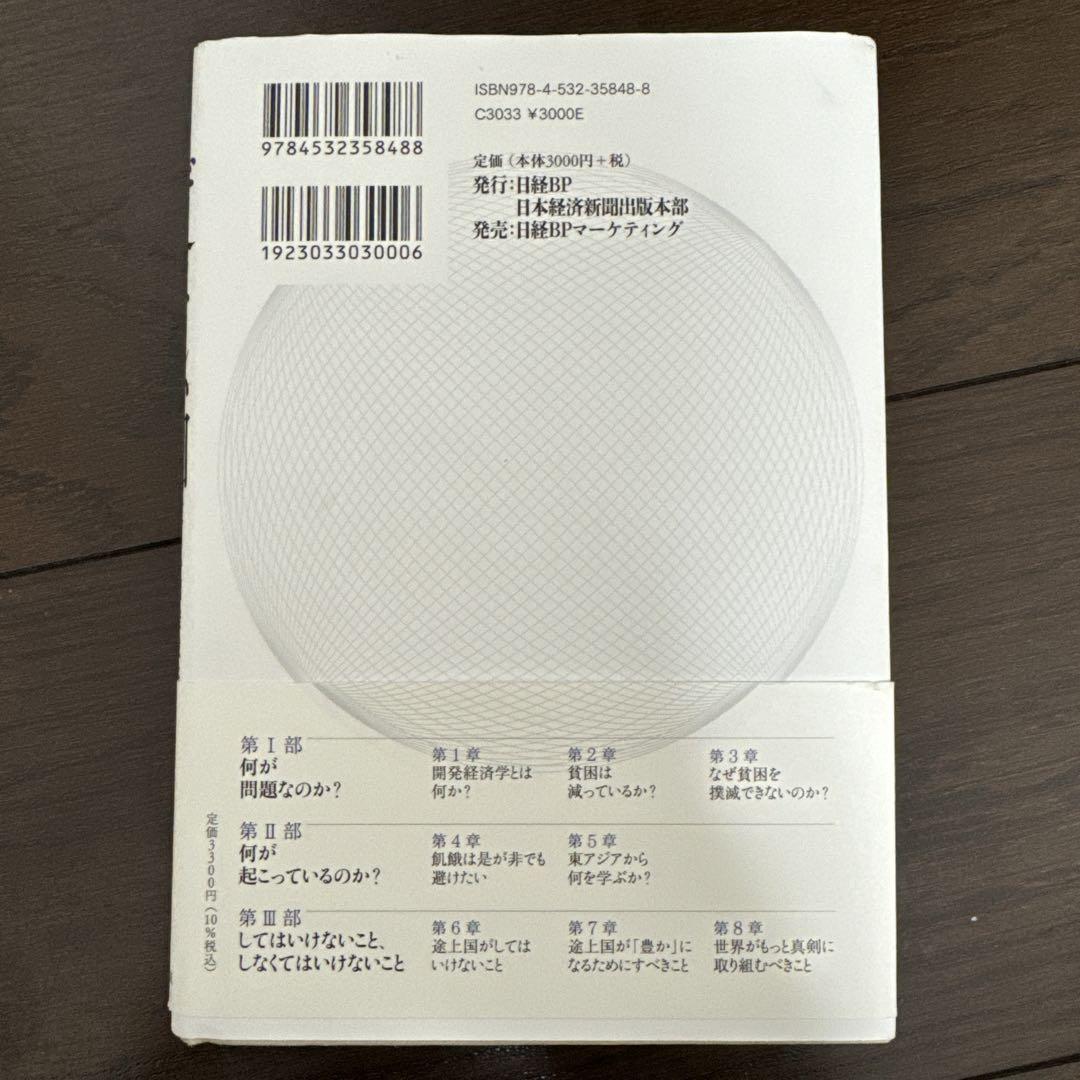 ISBN978-4-532-35848-8
C3033 ¥3000E
9784532358488
定価（本体3000円＋税）
発行：日経BP
日本経済新聞出版本部
発売：日経BPマーケティング
1923033030006
第Ⅰ部
何が
問題なのか？
第1章
開発経済学とは
何か？
第2章
貧困は
減っているか？
第3章
なぜ貧困を
撲滅できないのか？
第Ⅱ部
何が
起こっているのか？
第4章
飢餓は是が非でも
避けたい
第5章
東アジアから
何を学ぶか？
第Ⅲ部
してはいけないこと、
しなくてはいけないこと
第6章
途上国がしては
いけないこと
第7章
途上国が「豊か」に
なるためにすべきこと
第8章
世界がもっと真剣に
取り組むべきこと
定価3300円（10％税込）